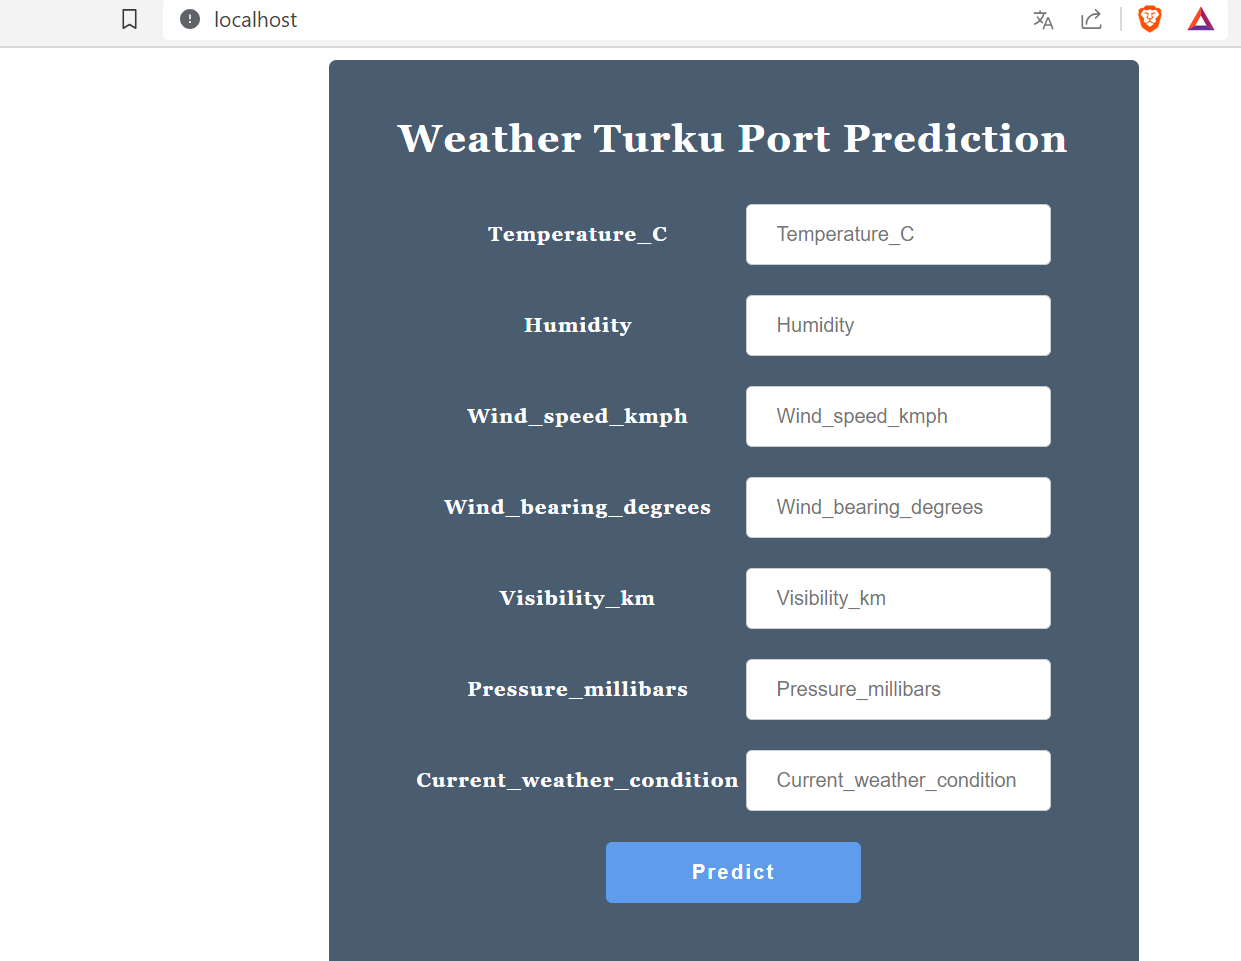 localhost
Weather Turku Port Prediction
Temperature_C Temperature_C
Humidity Humidity
Wind_speed_kmph Wind_speed_kmph
Wind_bearing_degrees Wind_bearing_degrees
Visibility_km Visibility_km
Pressure_millibars Pressure_millibars
Current_weather_condition Current_weather_condition
Predict